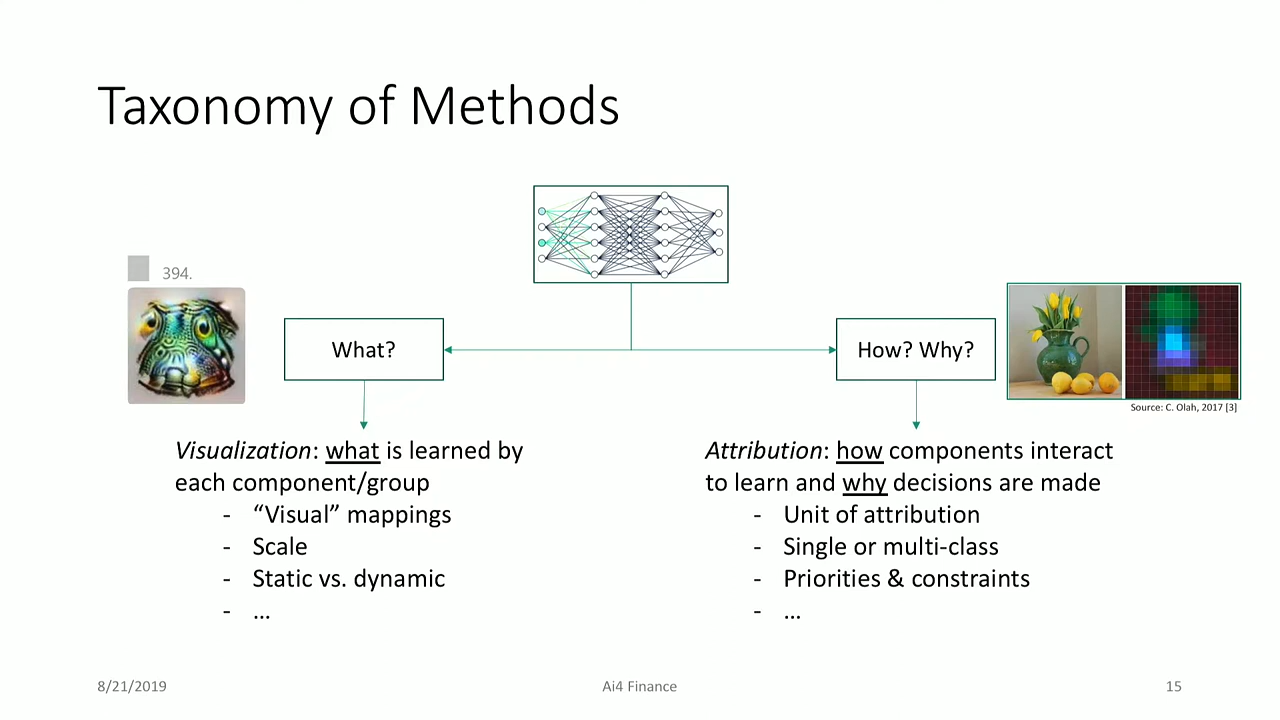 Taxonomy of Methods
394.
What?
How? Why?
Source: C. Olah, 2017 [3]
Visualization: what is learned by
each component/group
- “Visual” mappings
- Scale
- Static vs. dynamic
- ...
Attribution: how components interact
to learn and why decisions are made
- Unit of attribution
- Single or multi-class
- Priorities & constraints
- ...
8/21/2019
Ai4 Finance
15